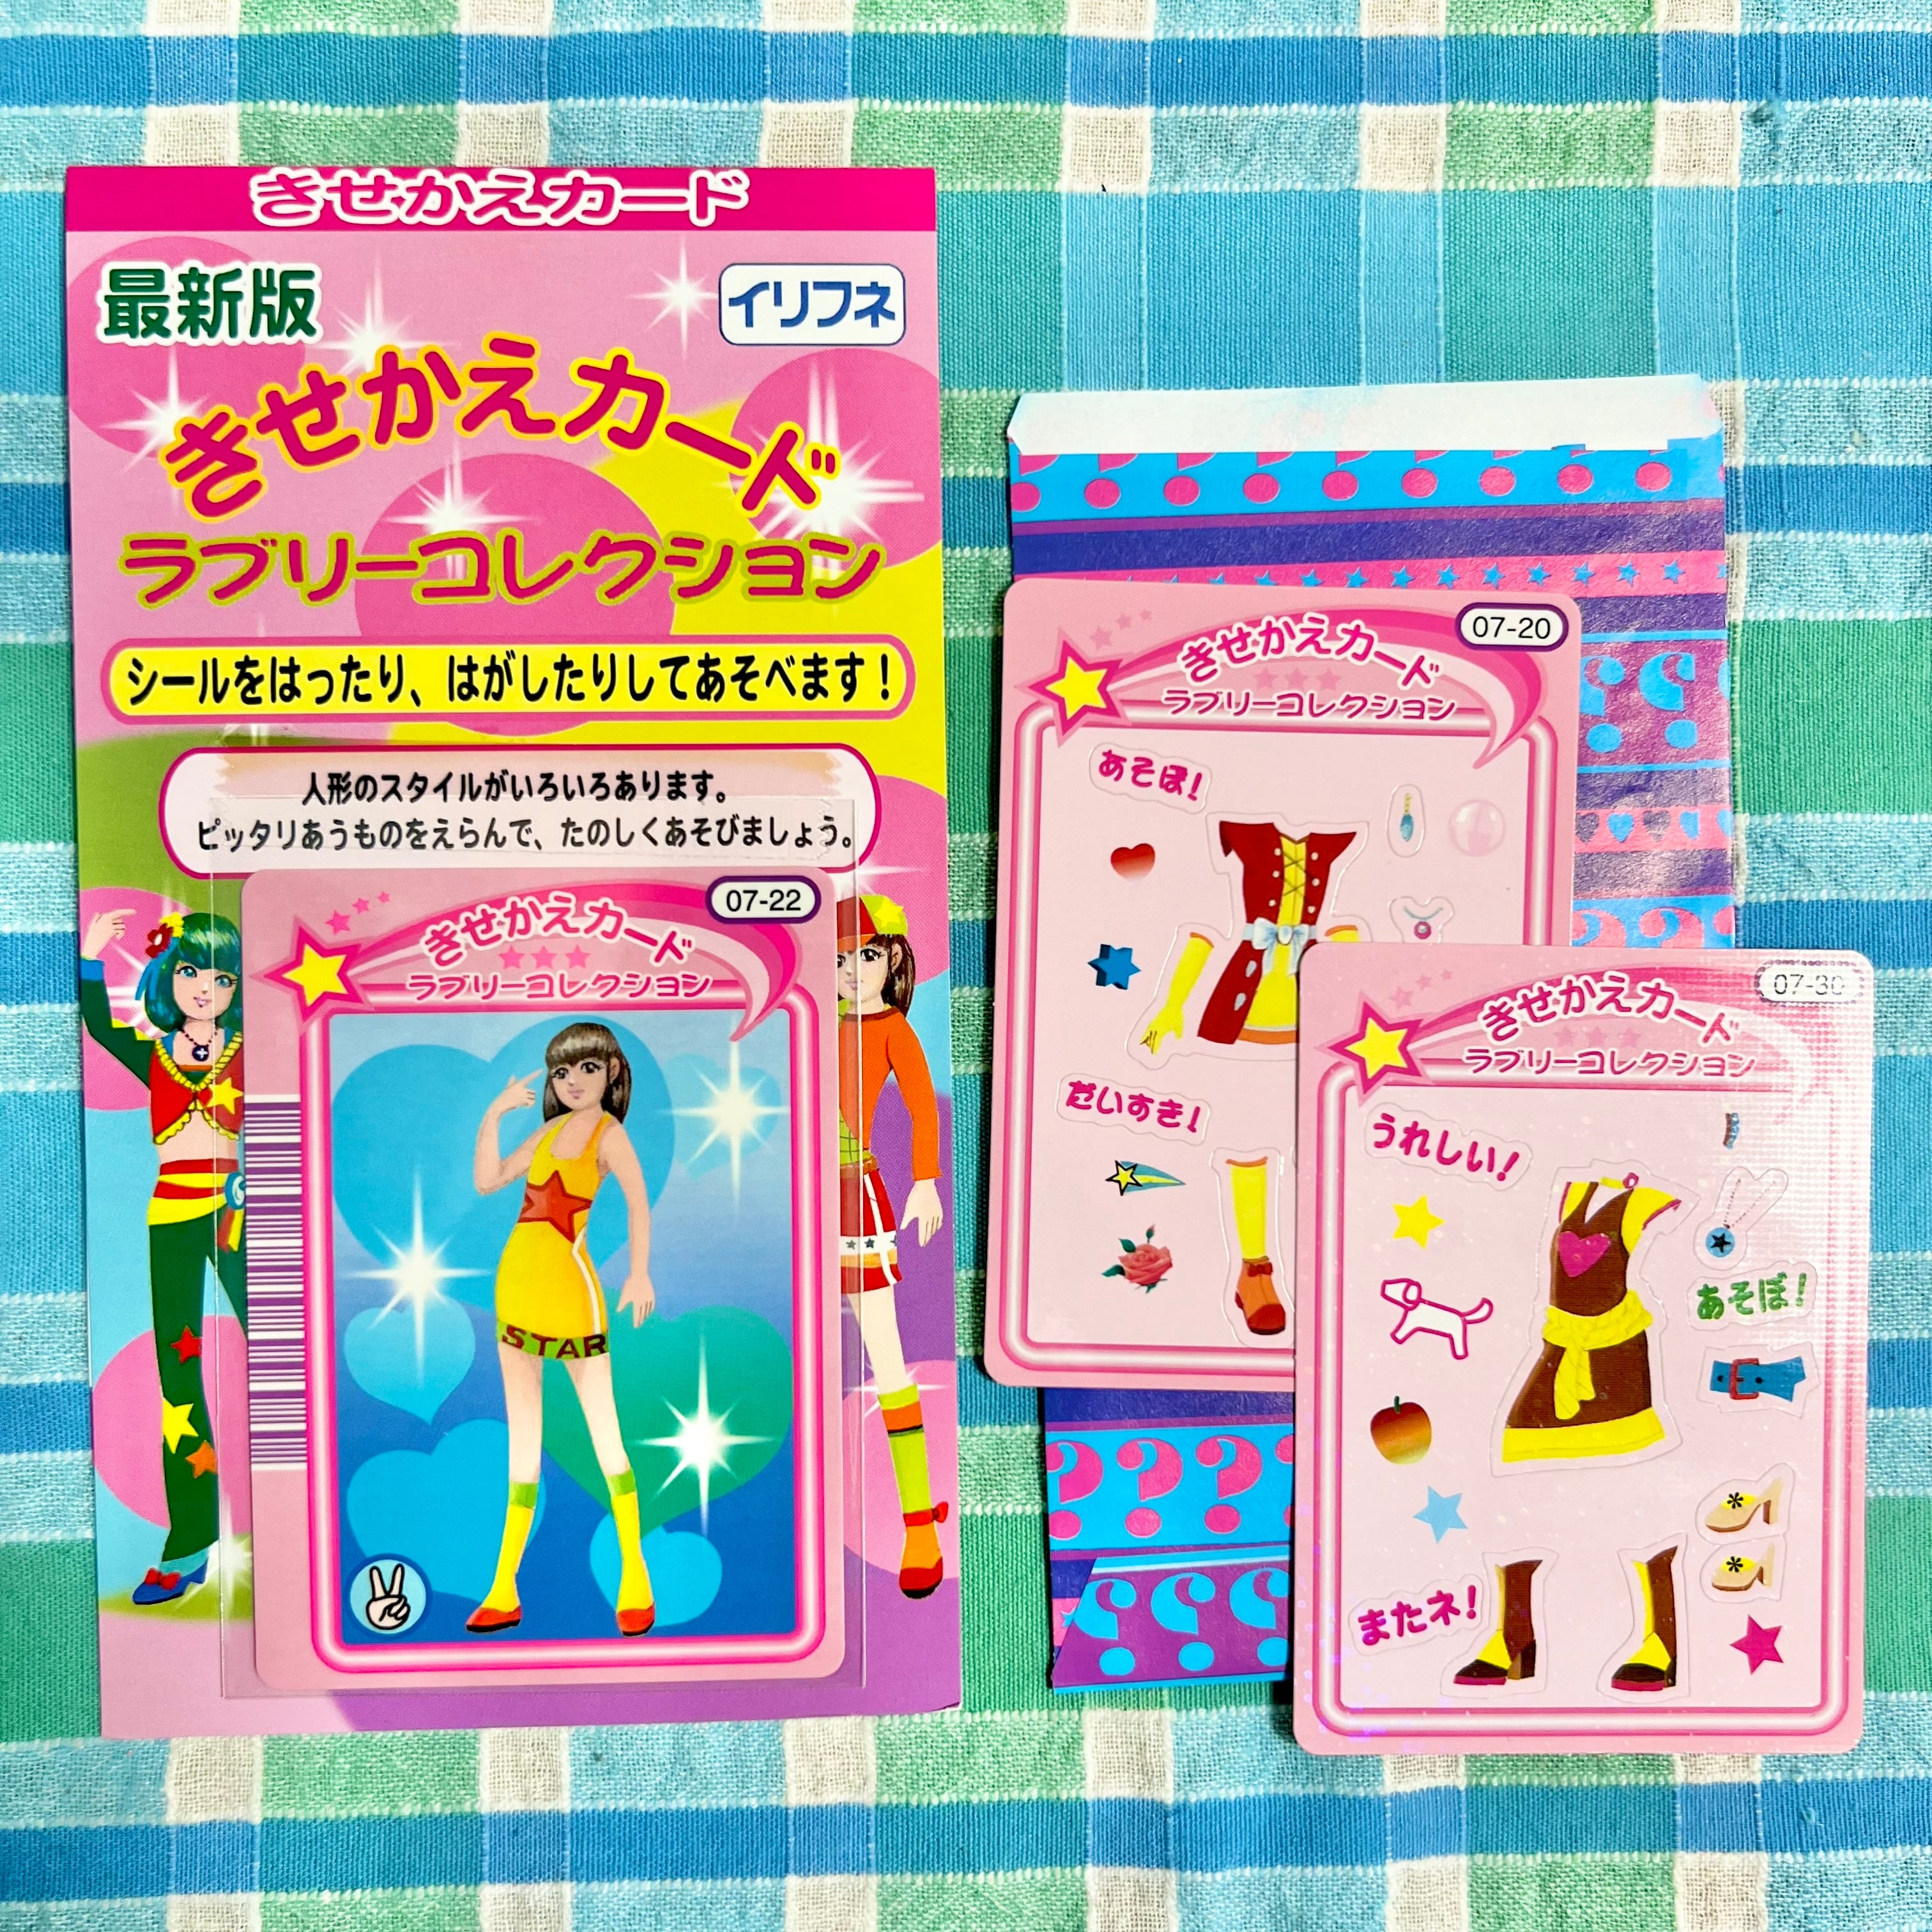 きせかえカード
最新版
イリフネ
きせかえカード
ラブリーコレクション
シールをはったり、はがしたりしてあそべます！
人形のスタイルがいろいろあります。
ピッタリあうものをえらんで、たのしくあそびましょう。
07-22
きせかえカード
ラブリーコレクション
STAR
07-20
きせかえカード
ラブリーコレクション
あそぼ！
だいすき！
07-30
きせかえカード
ラブリーコレクション
うれしい！
あそぼ！
またネ！